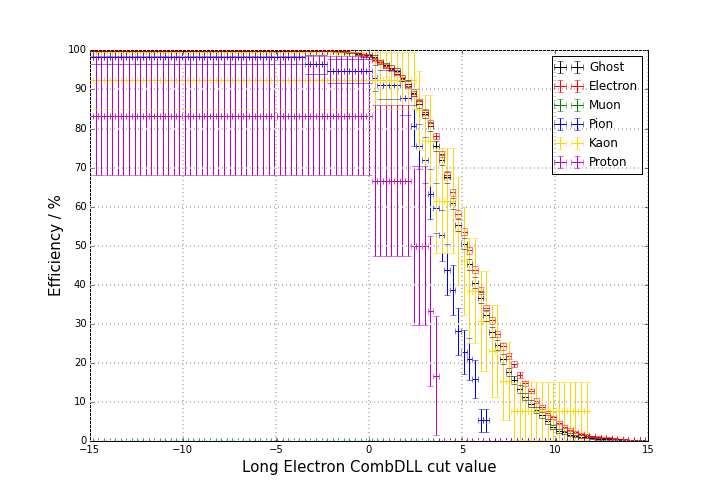 100
90
80
70
60
50
40
30
20
10
0
Efficiency / %
Ghost
Electron
Muon
Pion
Kaon
Proton
−15 −10 −5 0 5 10 15
Long Electron CombDLL cut value